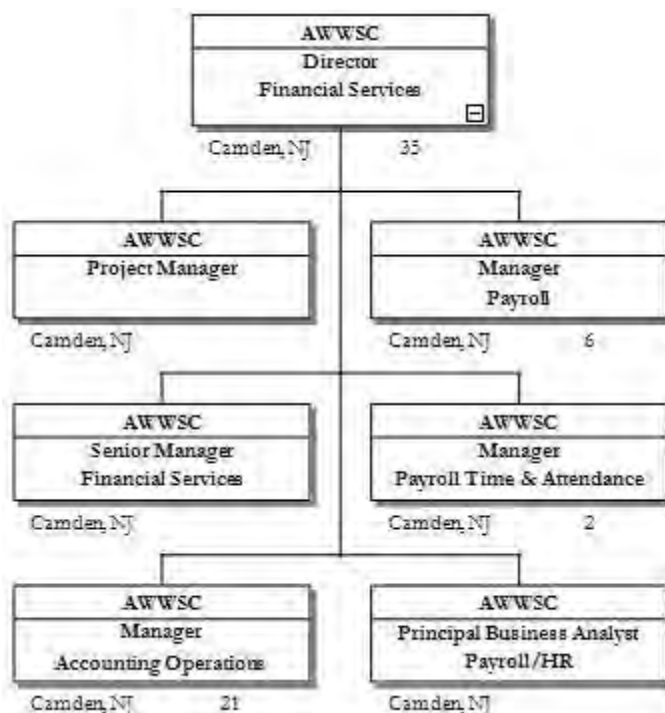 AWWSC
Director
Financial Services
Camden, NJ 35
AWWSC
Project Manager
Camden, NJ
AWWSC
Manager
Payroll
Camden, NJ 6
AWWSC
Senior Manager
Financial Services
Camden, NJ
AWWSC
Manager
Payroll Time & Attendance
Camden, NJ 2
AWWSC
Manager
Accounting Operations
Camden, NJ 21
AWWSC
Principal Business Analyst
Payroll/HR
Camden, NJ